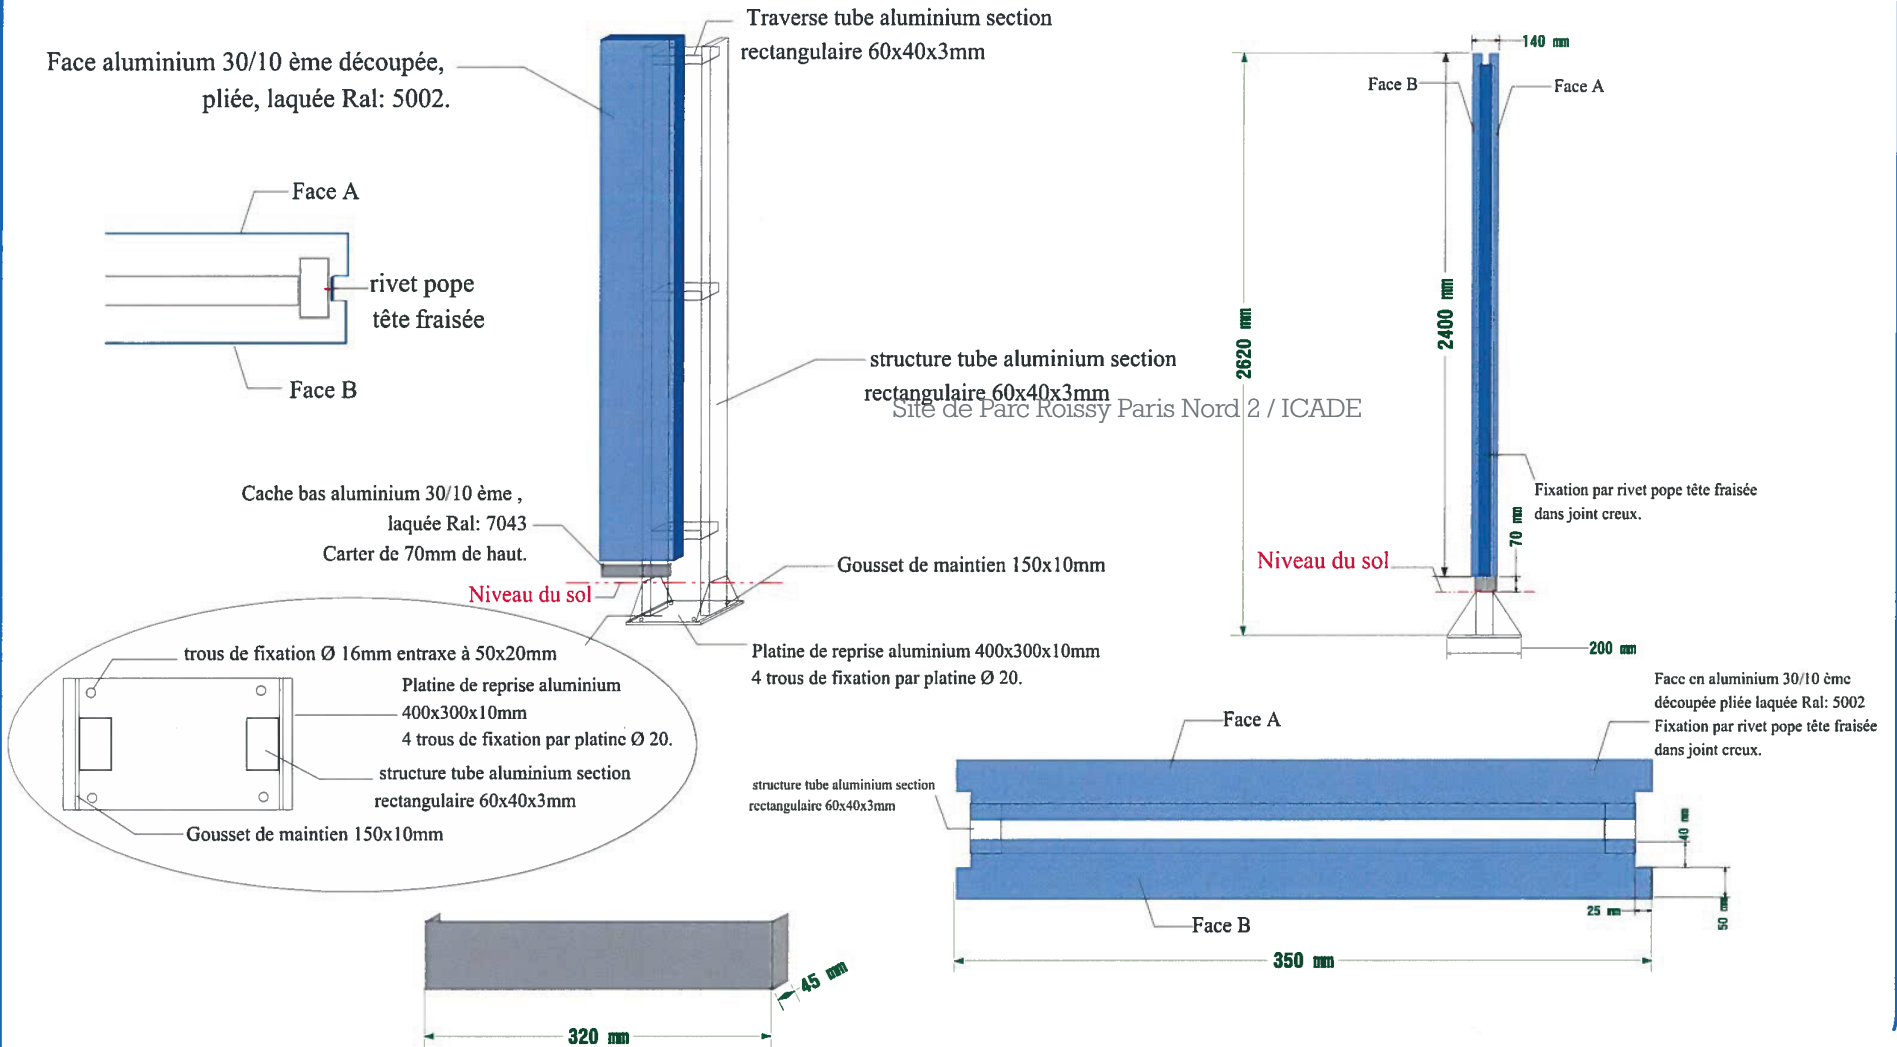 Traverse tube aluminium section
rectangulaire 60x40x3mm
Face aluminium 30/10 ème découpée,
pliée, laquée Ral: 5002.
Face A
rivet pope
tête fraisée
Face B
structure tube aluminium section
rectangulaire 60x40x3mm
Site de Parc Roissy Paris Nord 2 / ICADE
Cache bas aluminium 30/10 ème ,
laquée Ral: 7043
Carter de 70mm de haut.
Niveau du sol
Gousset de maintien 150x10mm
Platine de reprise aluminium 400x300x10mm
4 trous de fixation par platine Ø 20.
trous de fixation Ø 16mm entraxe à 50x20mm
Platine de reprise aluminium
400x300x10mm
4 trous de fixation par platine Ø 20.
structure tube aluminium section
rectangulaire 60x40x3mm
Gousset de maintien 150x10mm
45 mm
320 mm
140 mm
Face B
Face A
2620 mm
2400 mm
Fixation par rivet pope tête fraisée
dans joint creux.
70 mm
Niveau du sol
200 mm
Face en aluminium 30/10 ème
découpée pliée laquée Ral: 5002
Fixation par rivet pope tête fraisée
dans joint creux.
Face A
structure tube aluminium section
rectangulaire 60x40x3mm
40 mm
25 mm
50 mm
Face B
350 mm